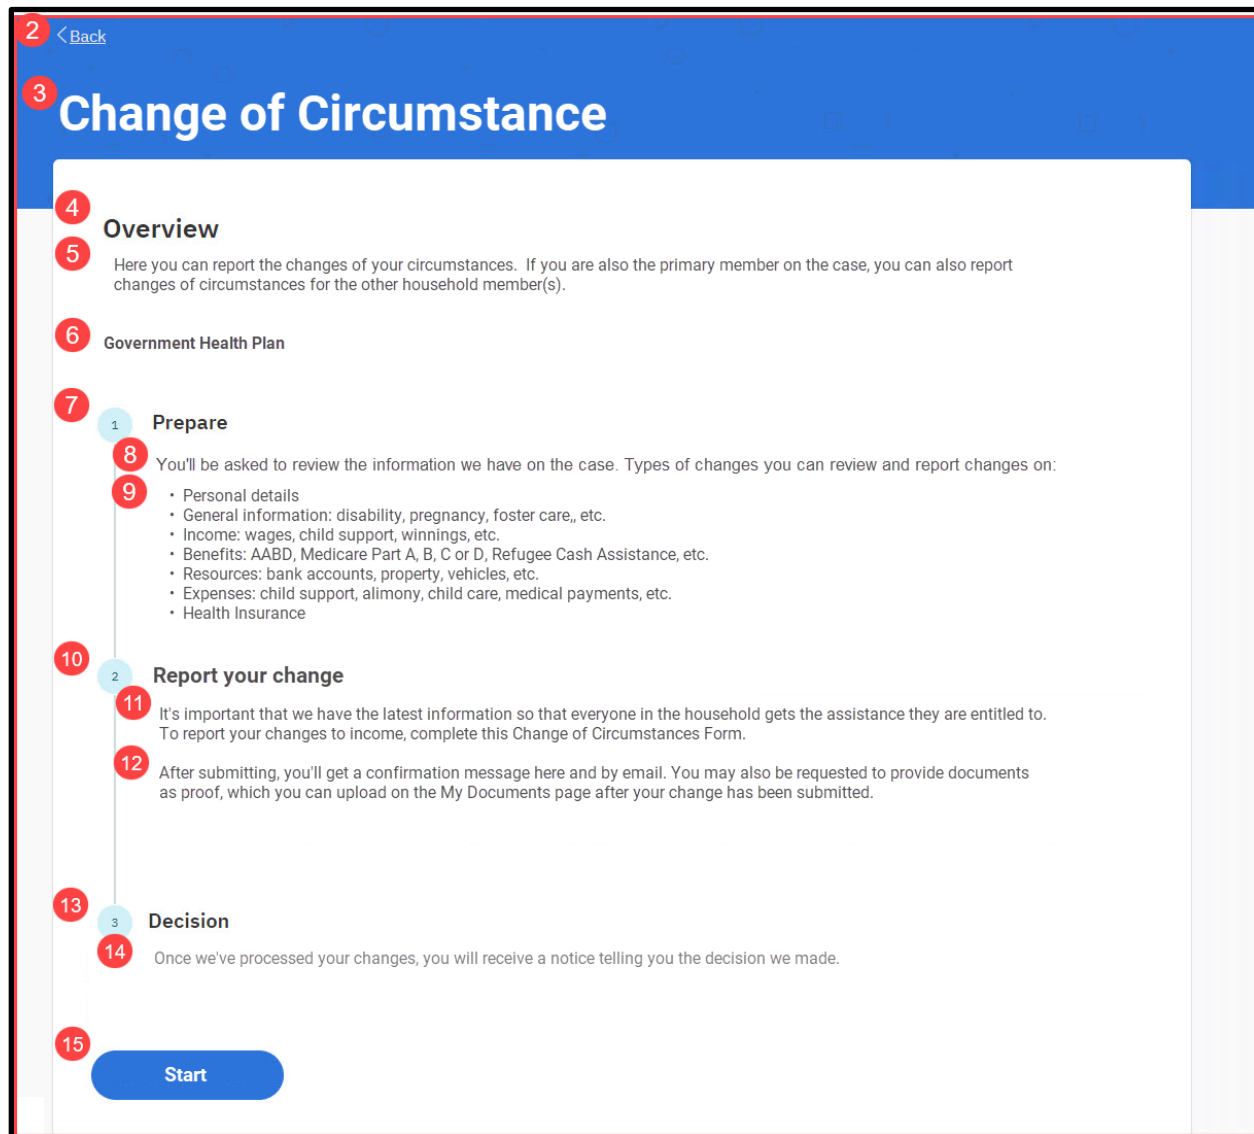 2
Back
3
Change of Circumstance
4
Overview
5
Here you can report the changes of your circumstances.  If you are also the primary member on the case, you can also report
changes of circumstances for the other household member(s).
6
Government Health Plan
7
1 Prepare
8
You'll be asked to review the information we have on the case. Types of changes you can review and report changes on:
9
• Personal details
• General information: disability, pregnancy, foster care,, etc.
• Income: wages, child support, winnings, etc.
• Benefits: AABD, Medicare Part A, B, C or D, Refugee Cash Assistance, etc.
• Resources: bank accounts, property, vehicles, etc.
• Expenses: child support, alimony, child care, medical payments, etc.
• Health Insurance
10
2 Report your change
11
It's important that we have the latest information so that everyone in the household gets the assistance they are entitled to.
To report your changes to income, complete this Change of Circumstances Form.
12
After submitting, you'll get a confirmation message here and by email. You may also be requested to provide documents
as proof, which you can upload on the My Documents page after your change has been submitted.
13
3 Decision
14
Once we've processed your changes, you will receive a notice telling you the decision we made.
15
Start